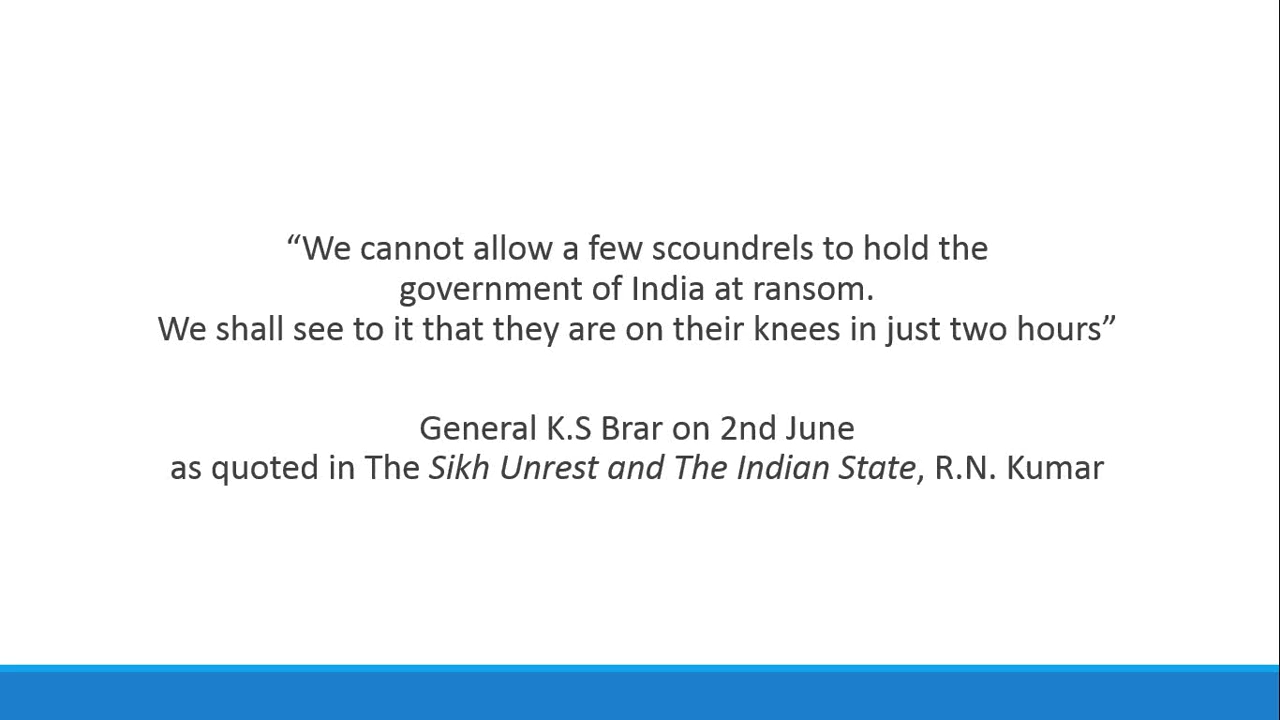 “We cannot allow a few scoundrels to hold the
government of India at ransom.
We shall see to it that they are on their knees in just two hours”
General K.S Brar on 2nd June
as quoted in The Sikh Unrest and The Indian State, R.N. Kumar